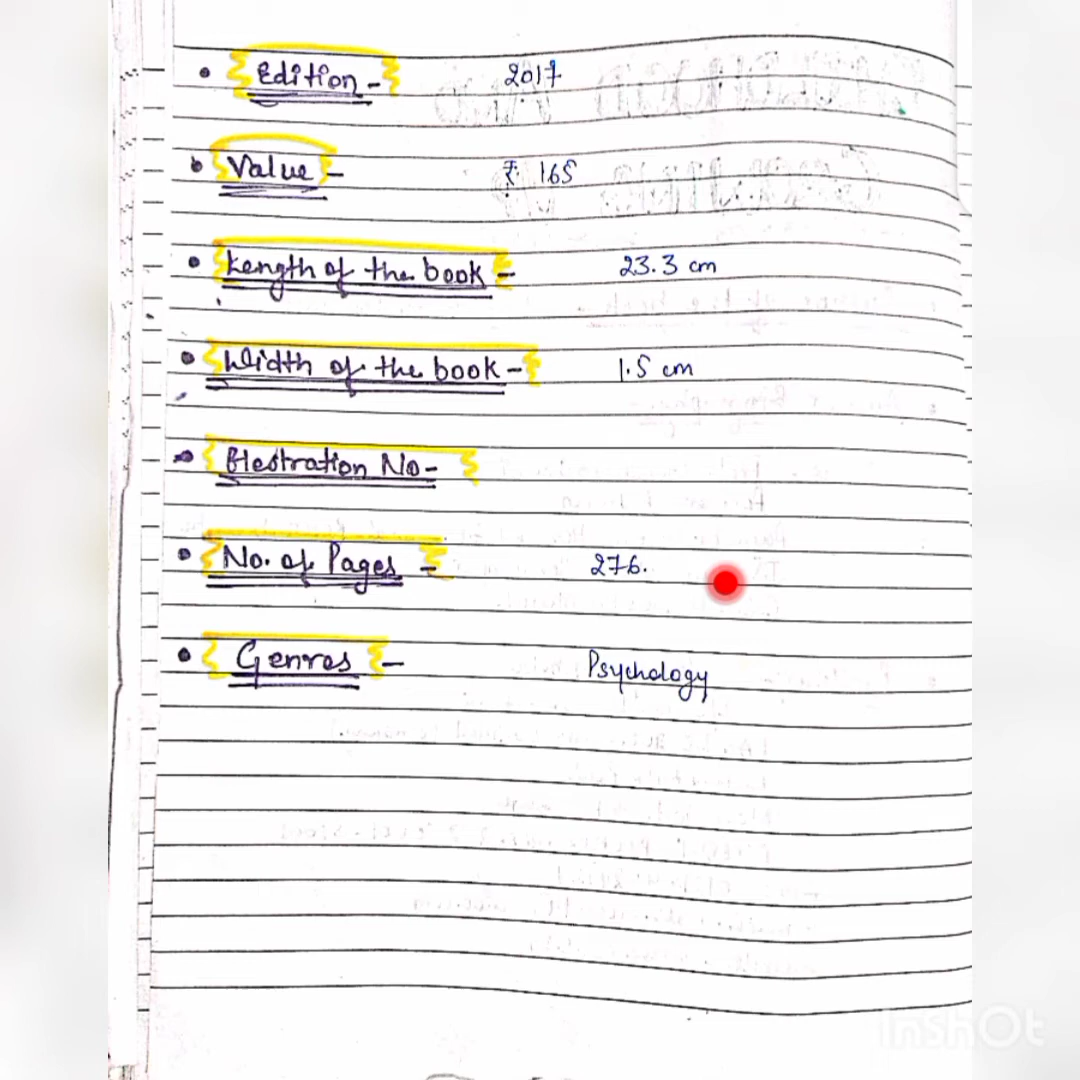 • Edition - 2017
• Value - ₹ 165
• Length of the book - 23.3 cm
• Width of the book - 1.5 cm
• No -
• No. of Pages - 276.
• Genres - Psychology
InShOt